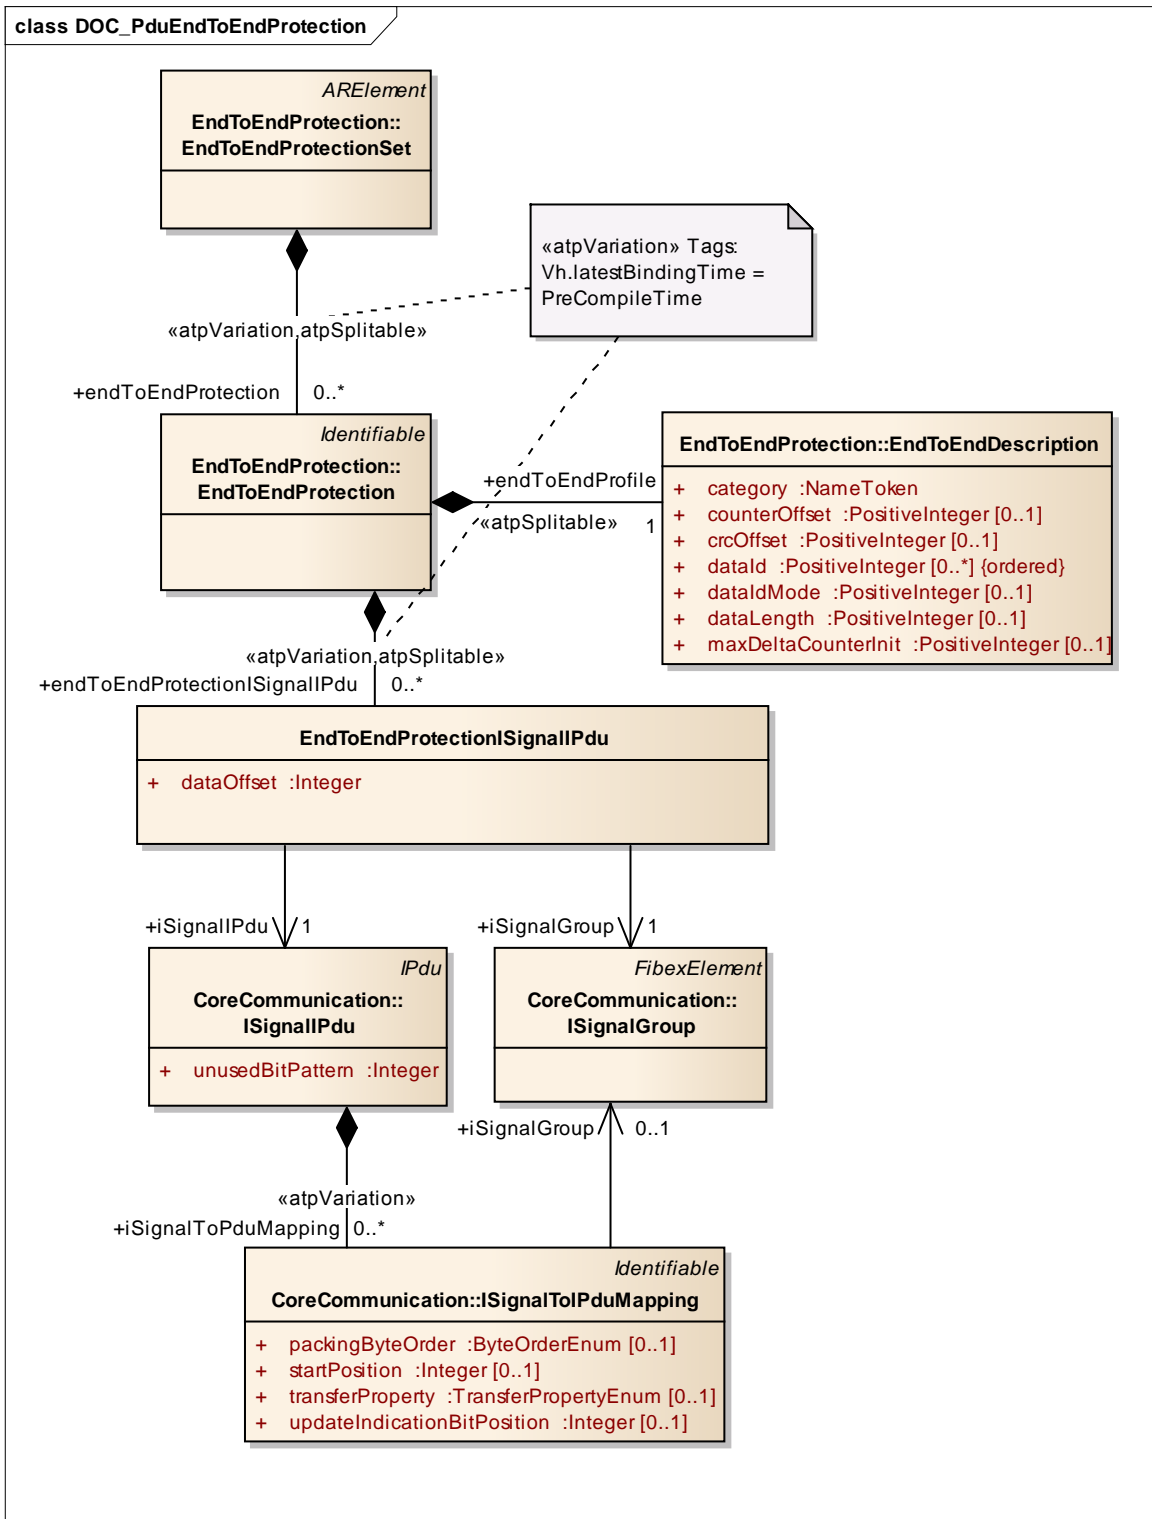 class DOC_PduEndToEndProtection
ARElement
EndToEndProtection::
EndToEndProtectionSet
«atpVariation» Tags:
Vh.latestBindingTime =
PreCompileTime
«atpVariation,atpSplitable»
+endToEndProtection 0..*
Identifiable
EndToEndProtection::
EndToEndProtection
+endToEndProfile
«atpSplitable» 1
EndToEndProtection::EndToEndDescription
+ category :NameToken
+ counterOffset :PositiveInteger [0..1]
+ crcOffset :PositiveInteger [0..1]
+ dataId :PositiveInteger [0..*] {ordered}
+ dataIdMode :PositiveInteger [0..1]
+ dataLength :PositiveInteger [0..1]
+ maxDeltaCounterInit :PositiveInteger [0..1]
«atpVariation,atpSplitable»
+endToEndProtectionISignalIPdu 0..*
EndToEndProtectionISignalIPdu
+ dataOffset :Integer
+iSignalIPdu 1
+iSignalGroup 1
IPdu
CoreCommunication::
ISignalIPdu
+ unusedBitPattern :Integer
FibexElement
CoreCommunication::
ISignalGroup
+iSignalGroup 0..1
«atpVariation»
+iSignalToPduMapping 0..*
Identifiable
CoreCommunication::ISignalToIPduMapping
+ packingByteOrder :ByteOrderEnum [0..1]
+ startPosition :Integer [0..1]
+ transferProperty :TransferPropertyEnum [0..1]
+ updateIndicationBitPosition :Integer [0..1]